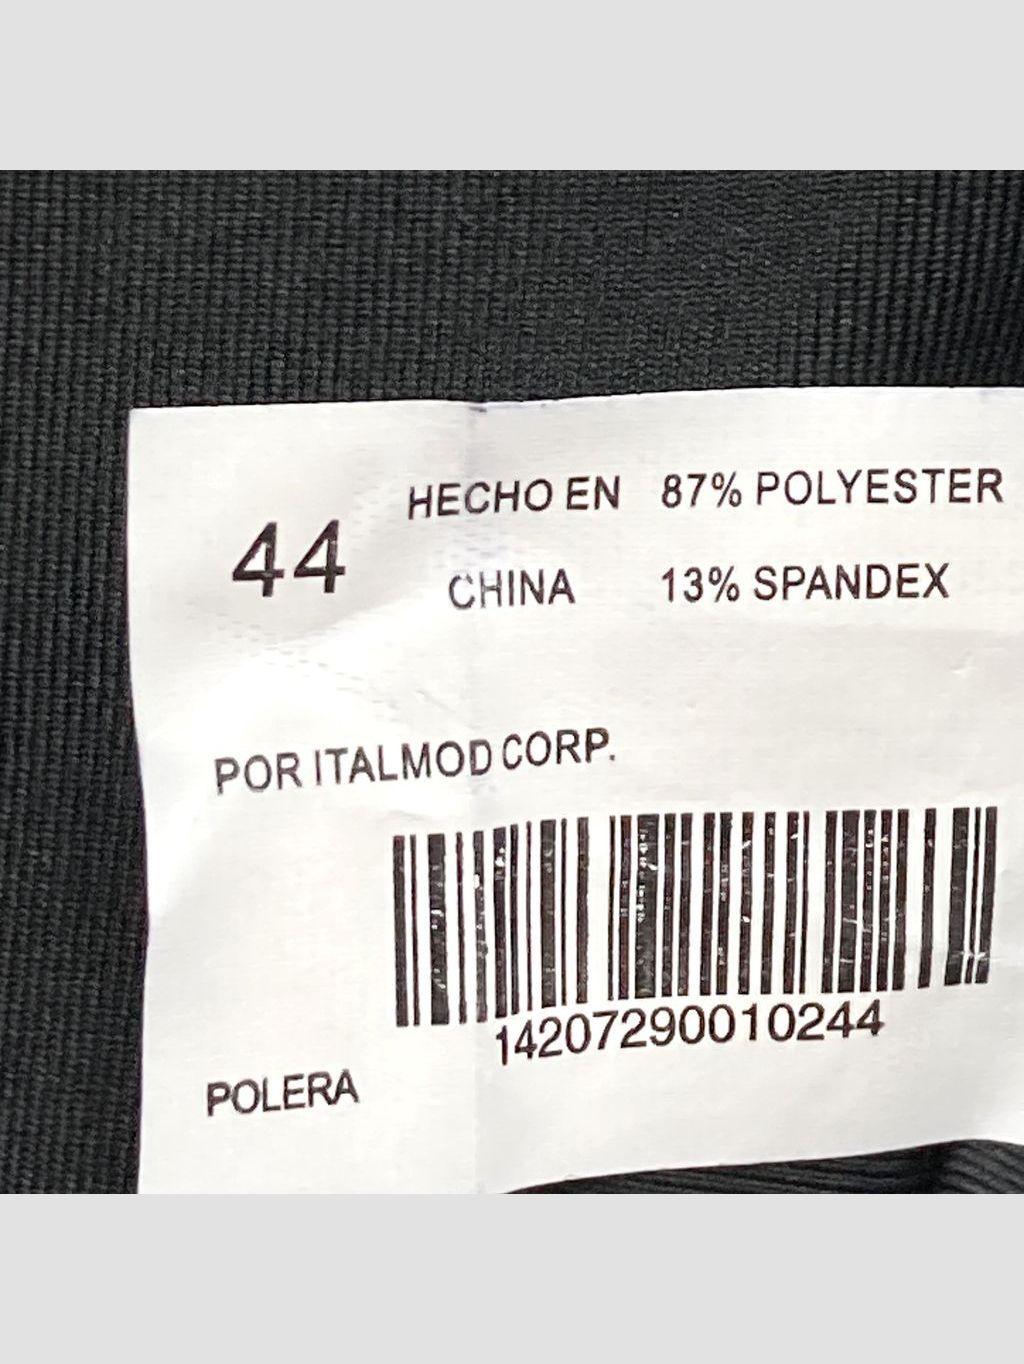 44
HECHO EN
CHINA
87% POLYESTER
13% SPANDEX
POR ITALMOD CORP.
14207290010244
POLERA